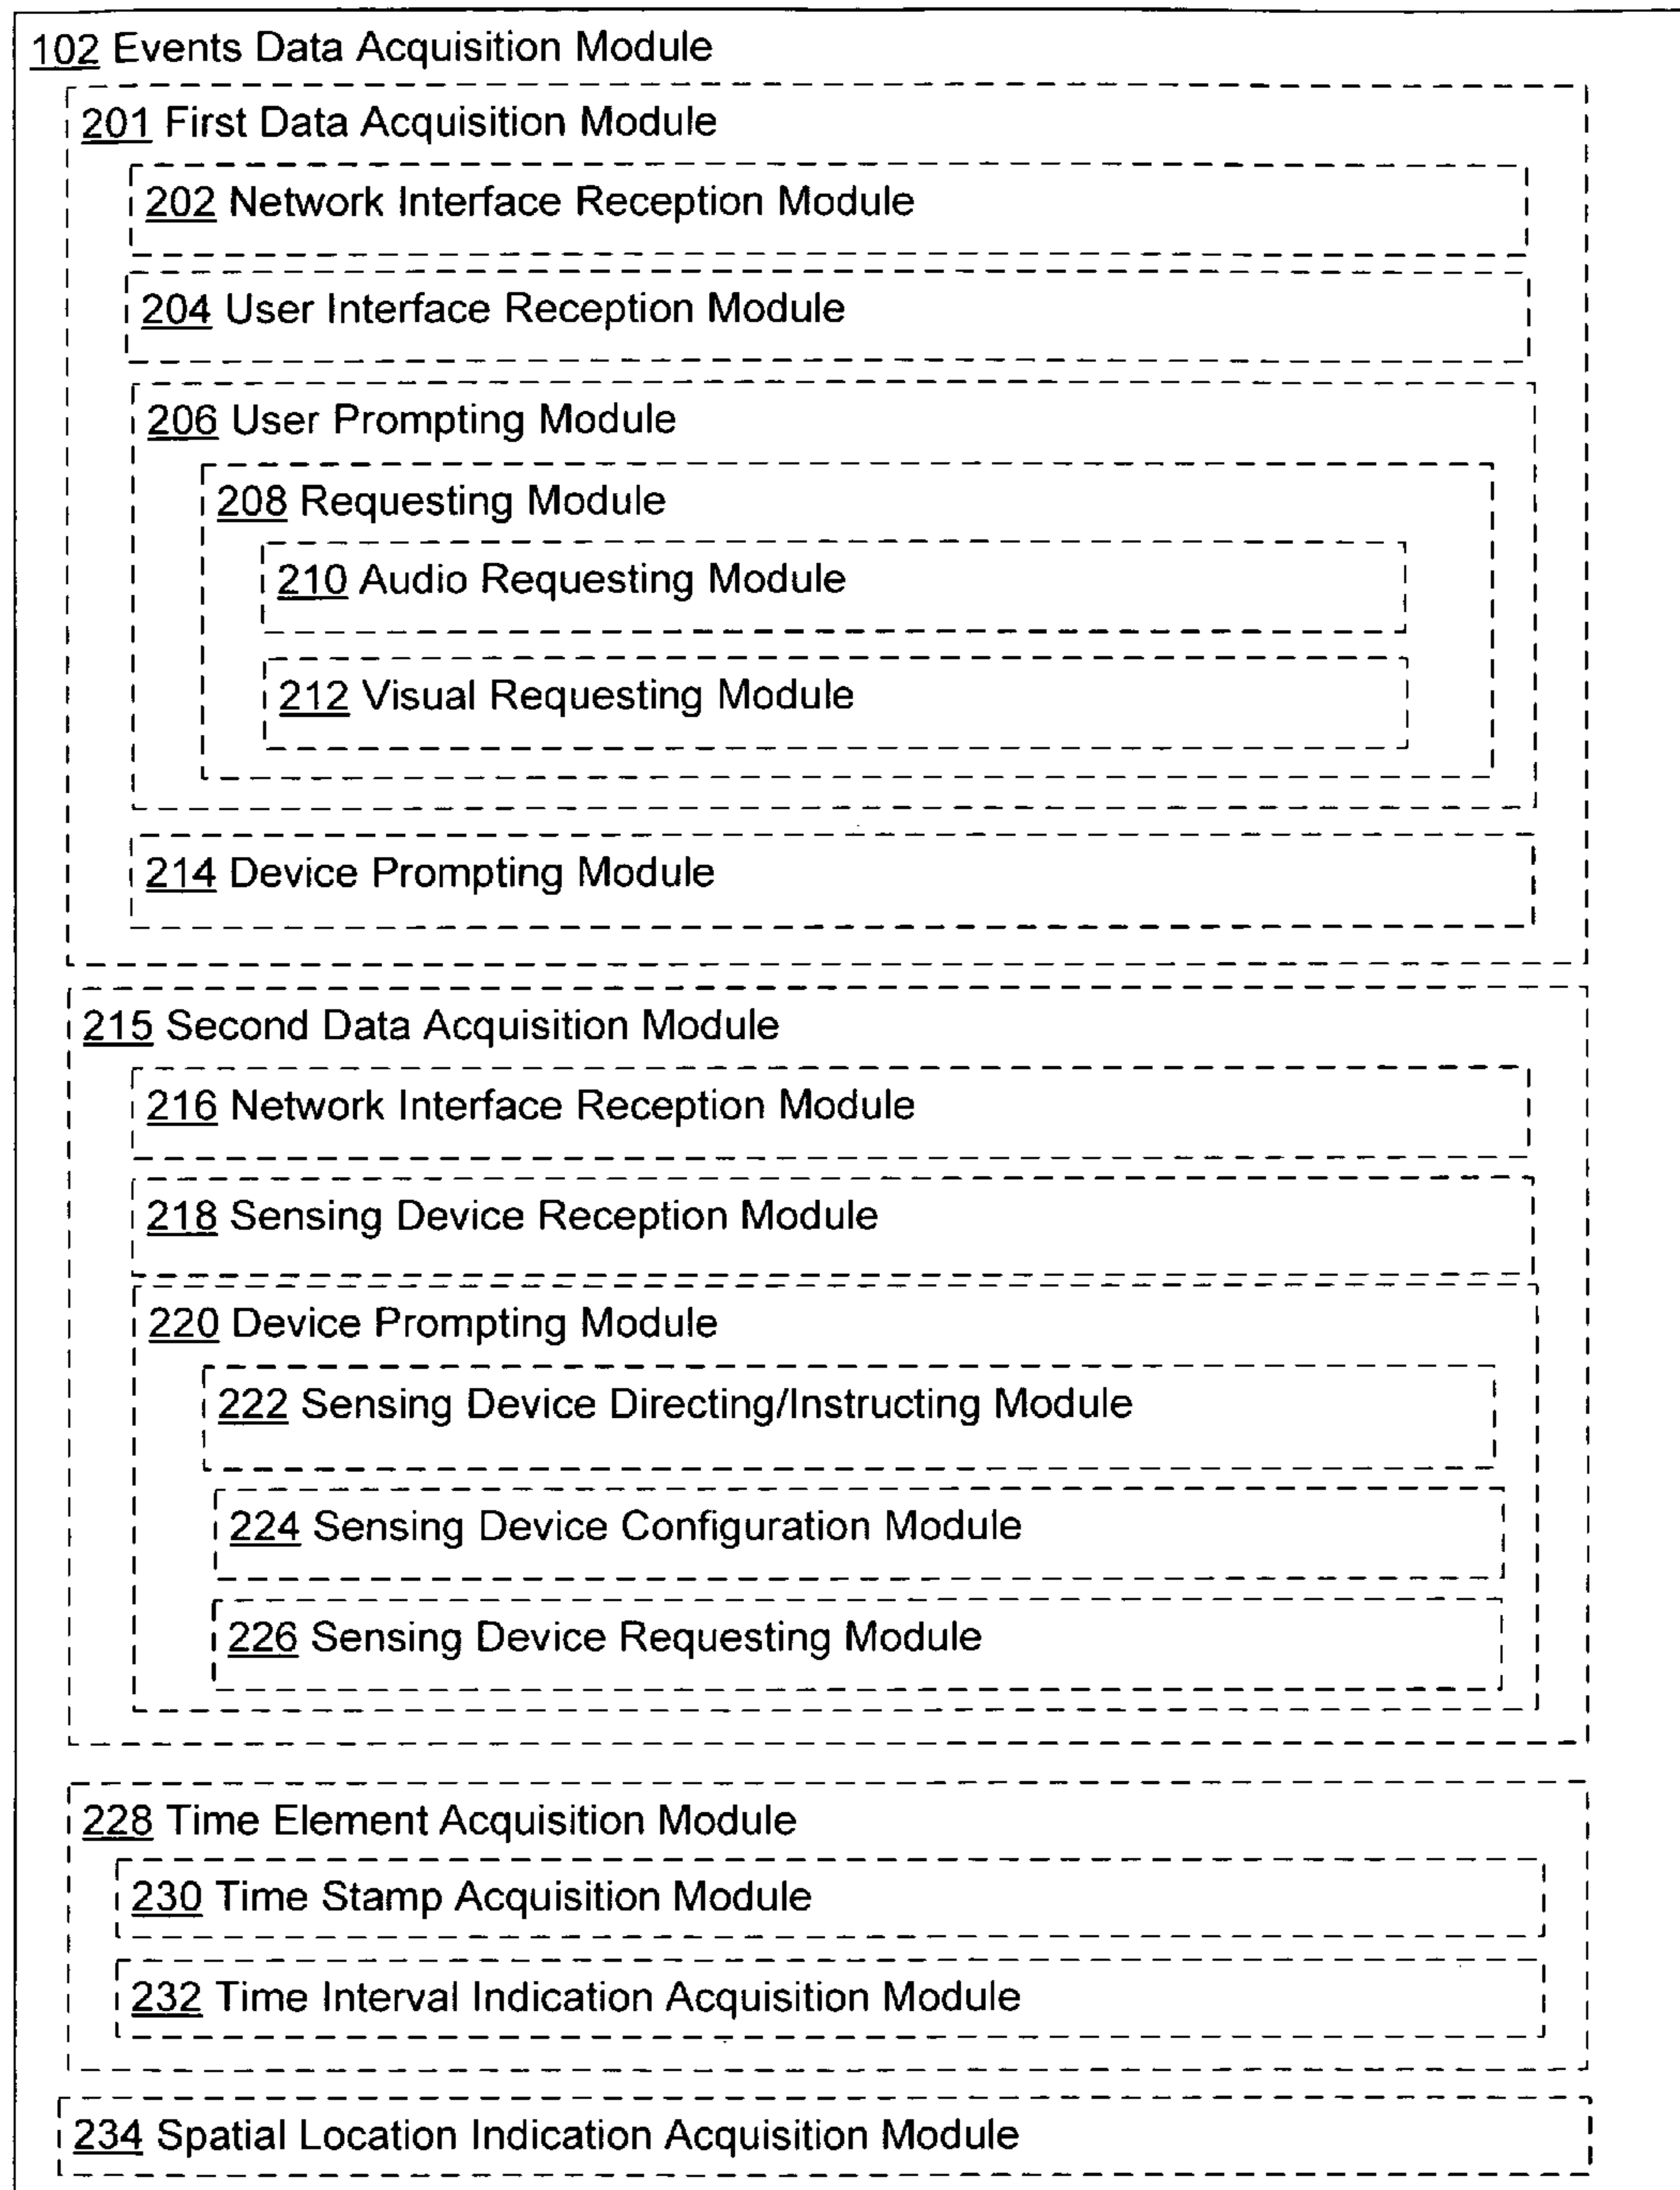 102 Events Data Acquisition Module
201 First Data Acquisition Module
202 Network Interface Reception Module
204 User Interface Reception Module
206 User Prompting Module
208 Requesting Module
210 Audio Requesting Module
212 Visual Requesting Module
214 Device Prompting Module
215 Second Data Acquisition Module
216 Network Interface Reception Module
218 Sensing Device Reception Module
220 Device Prompting Module
222 Sensing Device Directing/Instructing Module
224 Sensing Device Configuration Module
226 Sensing Device Requesting Module
228 Time Element Acquisition Module
230 Time Stamp Acquisition Module
232 Time Interval Indication Acquisition Module
234 Spatial Location Indication Acquisition Module